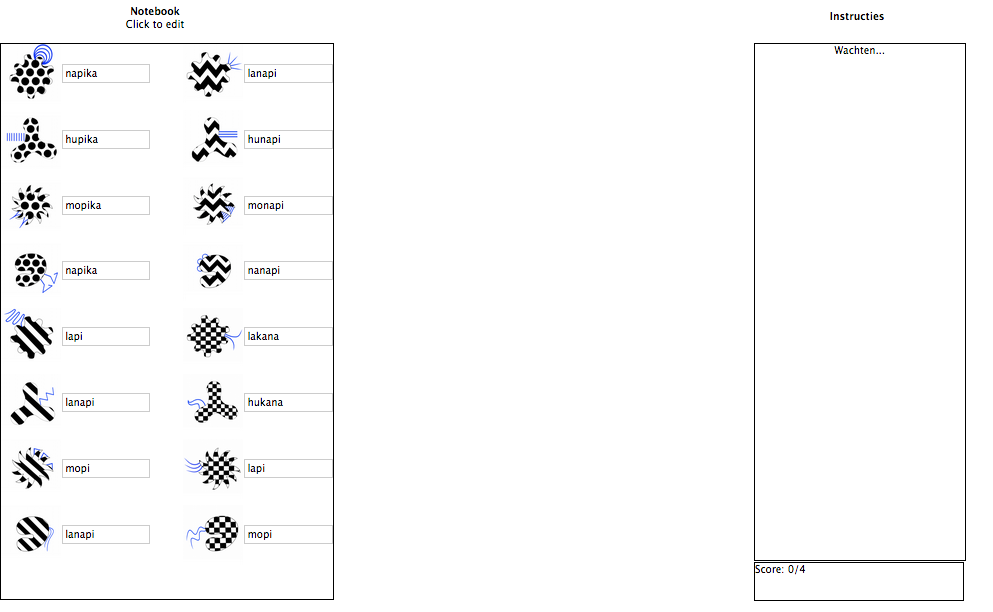 Notebook
Click to edit
Instructies
Wachten...
napika
lanapi
hupika
hunapi
mopika
monapi
napika
nanapi
lapi
lakana
lanapi
hukana
mopi
lapi
lanapi
mopi
Score: 0/4